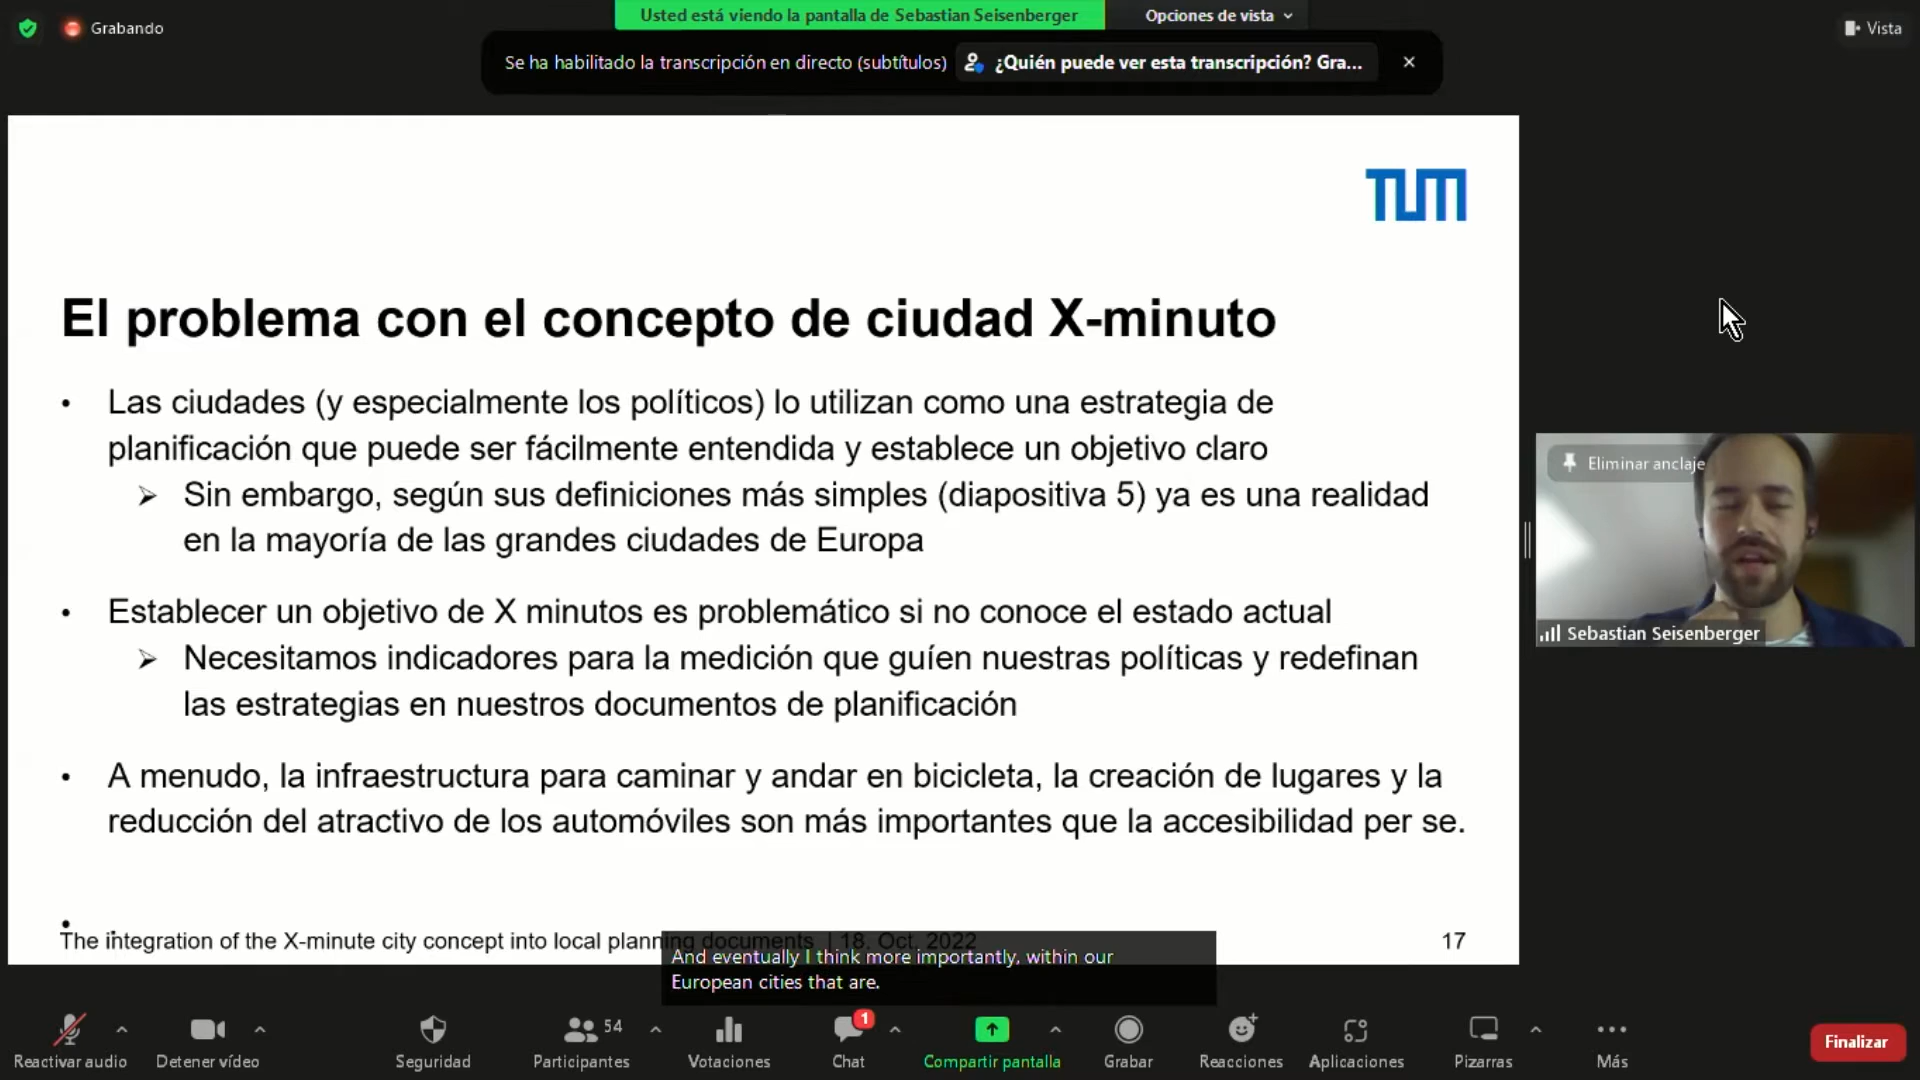 Usted está viendo la pantalla de Sebastian Seisenberger
Opciones de vista
Grabando
Vista
Se ha habilitado la transcripción en directo (subtítulos)
¿Quién puede ver esta transcripción? Gra...
TUM
El problema con el concepto de ciudad X-minuto
• Las ciudades (y especialmente los políticos) lo utilizan como una estrategia de
planificación que puede ser fácilmente entendida y establece un objetivo claro
➢ Sin embargo, según sus definiciones más simples (diapositiva 5) ya es una realidad
en la mayoría de las grandes ciudades de Europa
• Establecer un objetivo de X minutos es problemático si no conoce el estado actual
➢ Necesitamos indicadores para la medición que guíen nuestras políticas y redefinan
las estrategias en nuestros documentos de planificación
• A menudo, la infraestructura para caminar y andar en bicicleta, la creación de lugares y la
reducción del atractivo de los automóviles son más importantes que la accesibilidad per se.
The integration of the X-minute city concept into local planning documents | 18. Oct. 2022
17
Eliminar anclaje
Sebastian Seisenberger
And eventually I think more importantly, within our
European cities that are.
Reactivar audio
Detener vídeo
Seguridad
54
Participantes
Votaciones
1
Chat
Compartir pantalla
Grabar
Reacciones
Aplicaciones
Pizarras
Más
Finalizar